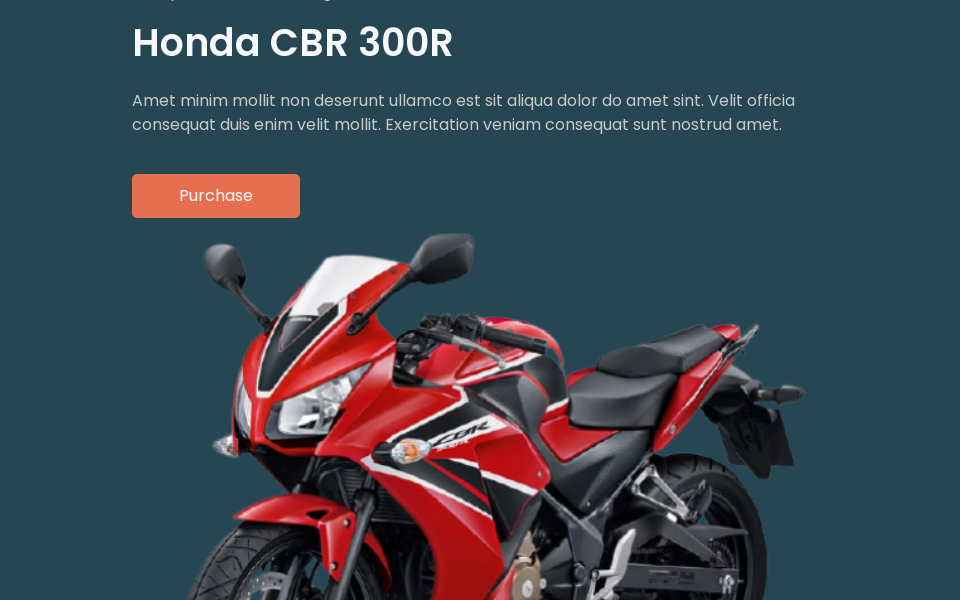 Honda CBR 300R
Amet minim mollit non deserunt ullamco est sit aliqua dolor do amet sint. Velit officia
consequat duis enim velit mollit. Exercitation veniam consequat sunt nostrud amet.
Purchase
CBR